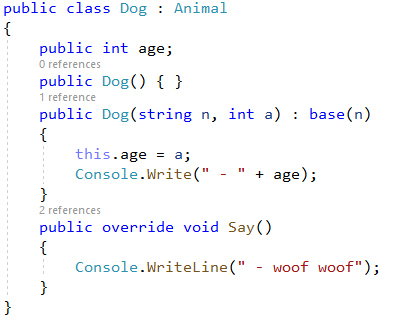 public class Dog : Animal
{
public int age;
0 references
public Dog() { }
1 reference
public Dog(string n, int a) : base(n)
{
this.age = a;
Console.Write(" - " + age);
}
2 references
public override void Say()
{
Console.WriteLine(" - woof woof");
}
}